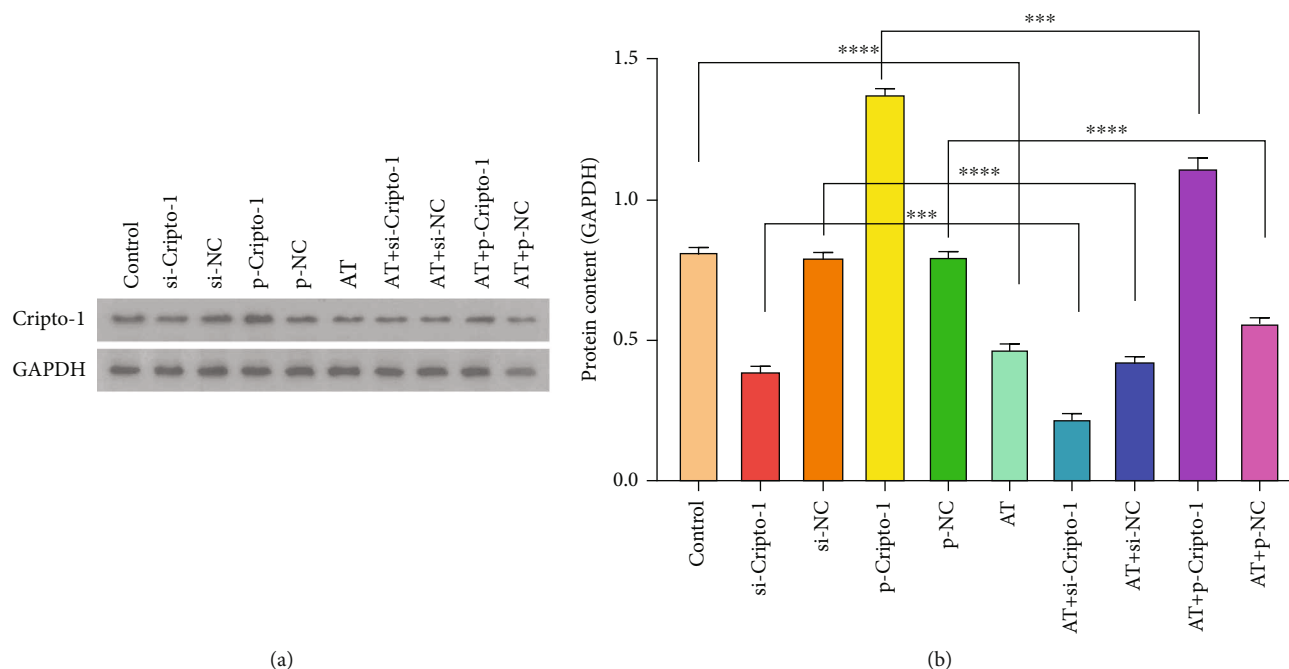 Control
si-Cripto-1
si-NC
p-Cripto-1
p-NC
AT
AT+si-Cripto-1
AT+si-NC
AT+p-Cripto-1
AT+p-NC
Cripto-1
GAPDH
(a)
Protein content (GAPDH)
1.5
1.0
0.5
0.0
***
****
****
****
***
Control
si-Cripto-1
si-NC
p-Cripto-1
p-NC
AT
AT+si-Cripto-1
AT+si-NC
AT+p-Cripto-1
AT+p-NC
(b)